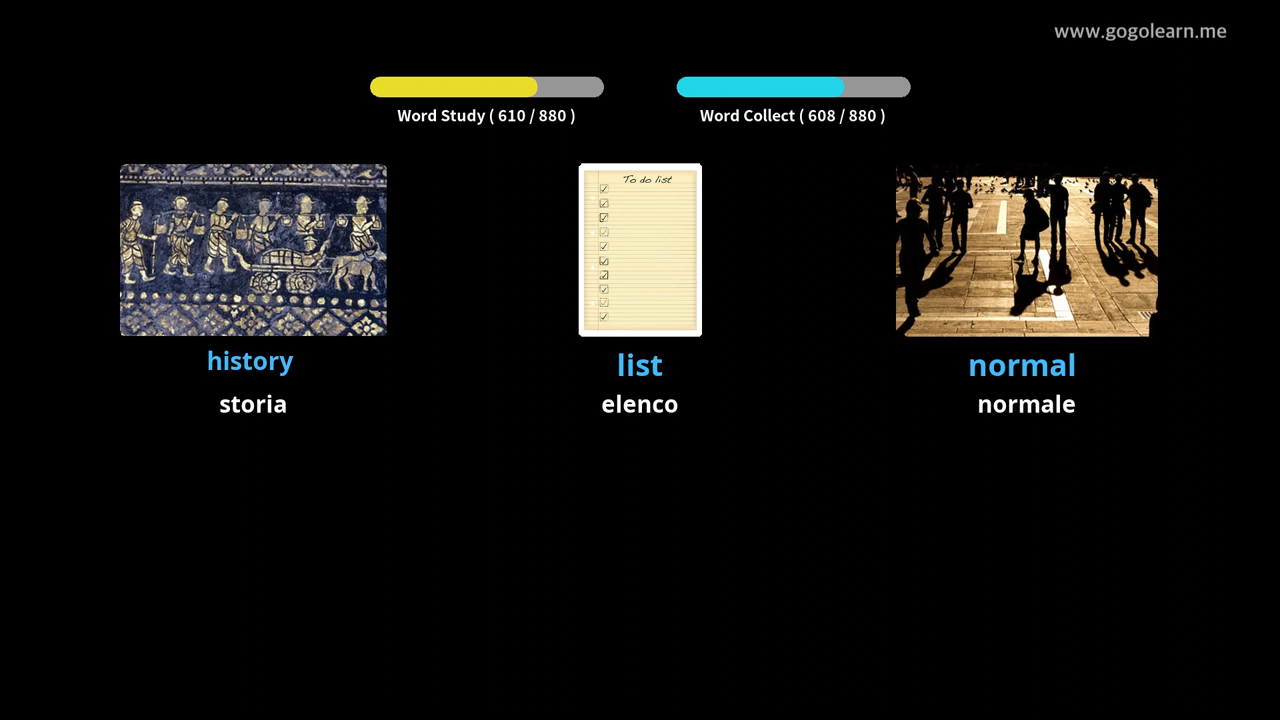 www.gogolearn.me
Word Study ( 610 / 880 )
Word Collect ( 608 / 880 )
To do list
history
list
normal
storia
elenco
normale